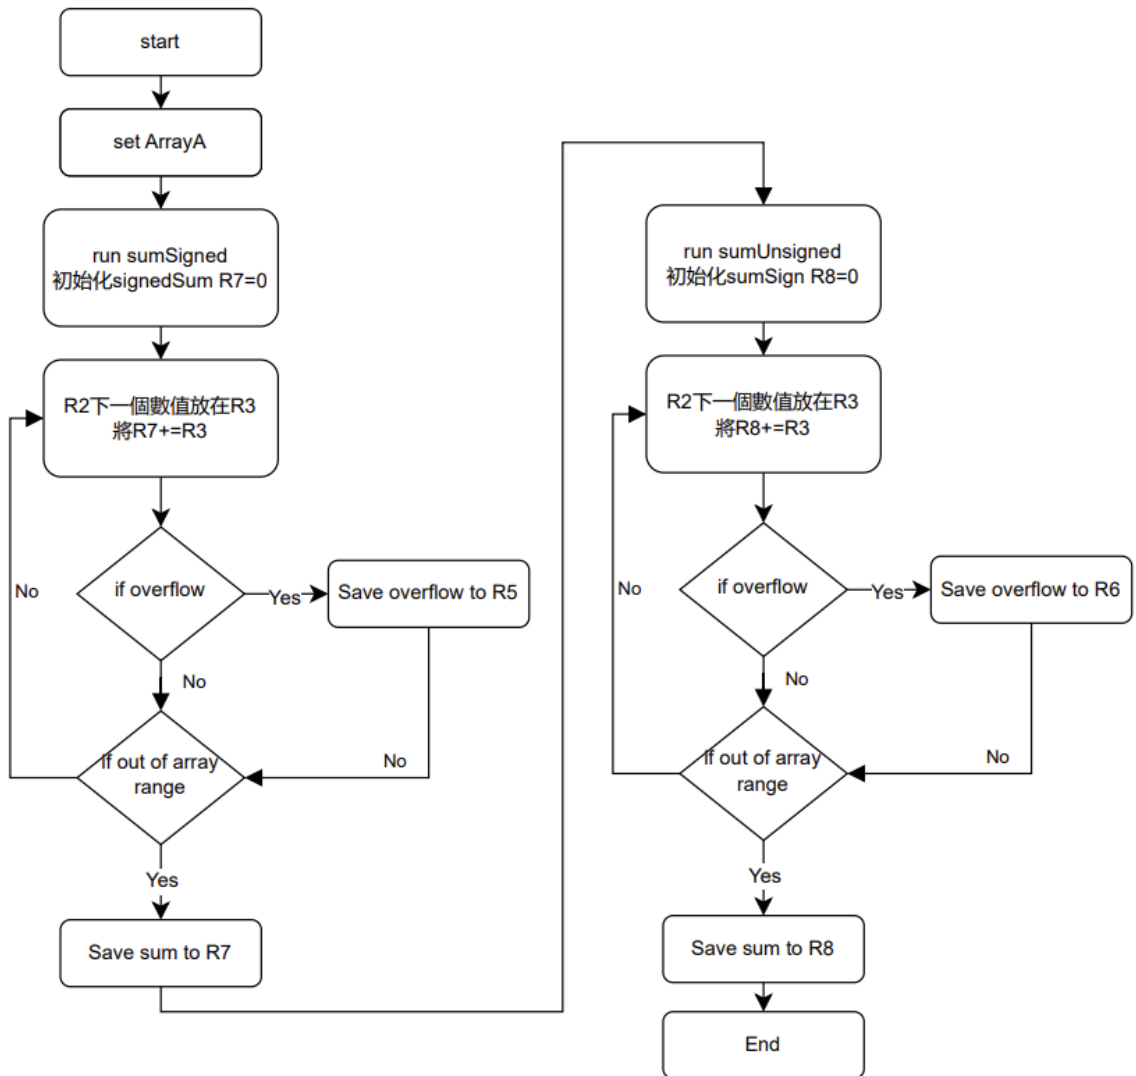 start
set ArrayA
run sumSigned
初始化signedSum R7=0
R2下一個數值放在R3
將R7+=R3
if overflow
Yes
Save overflow to R5
No
No
No
if out of array
range
Yes
Save sum to R7
run sumUnsigned
初始化sumSign R8=0
R2下一個數值放在R3
將R8+=R3
if overflow
Yes
Save overflow to R6
No
No
No
if out of array
range
Yes
Save sum to R8
End